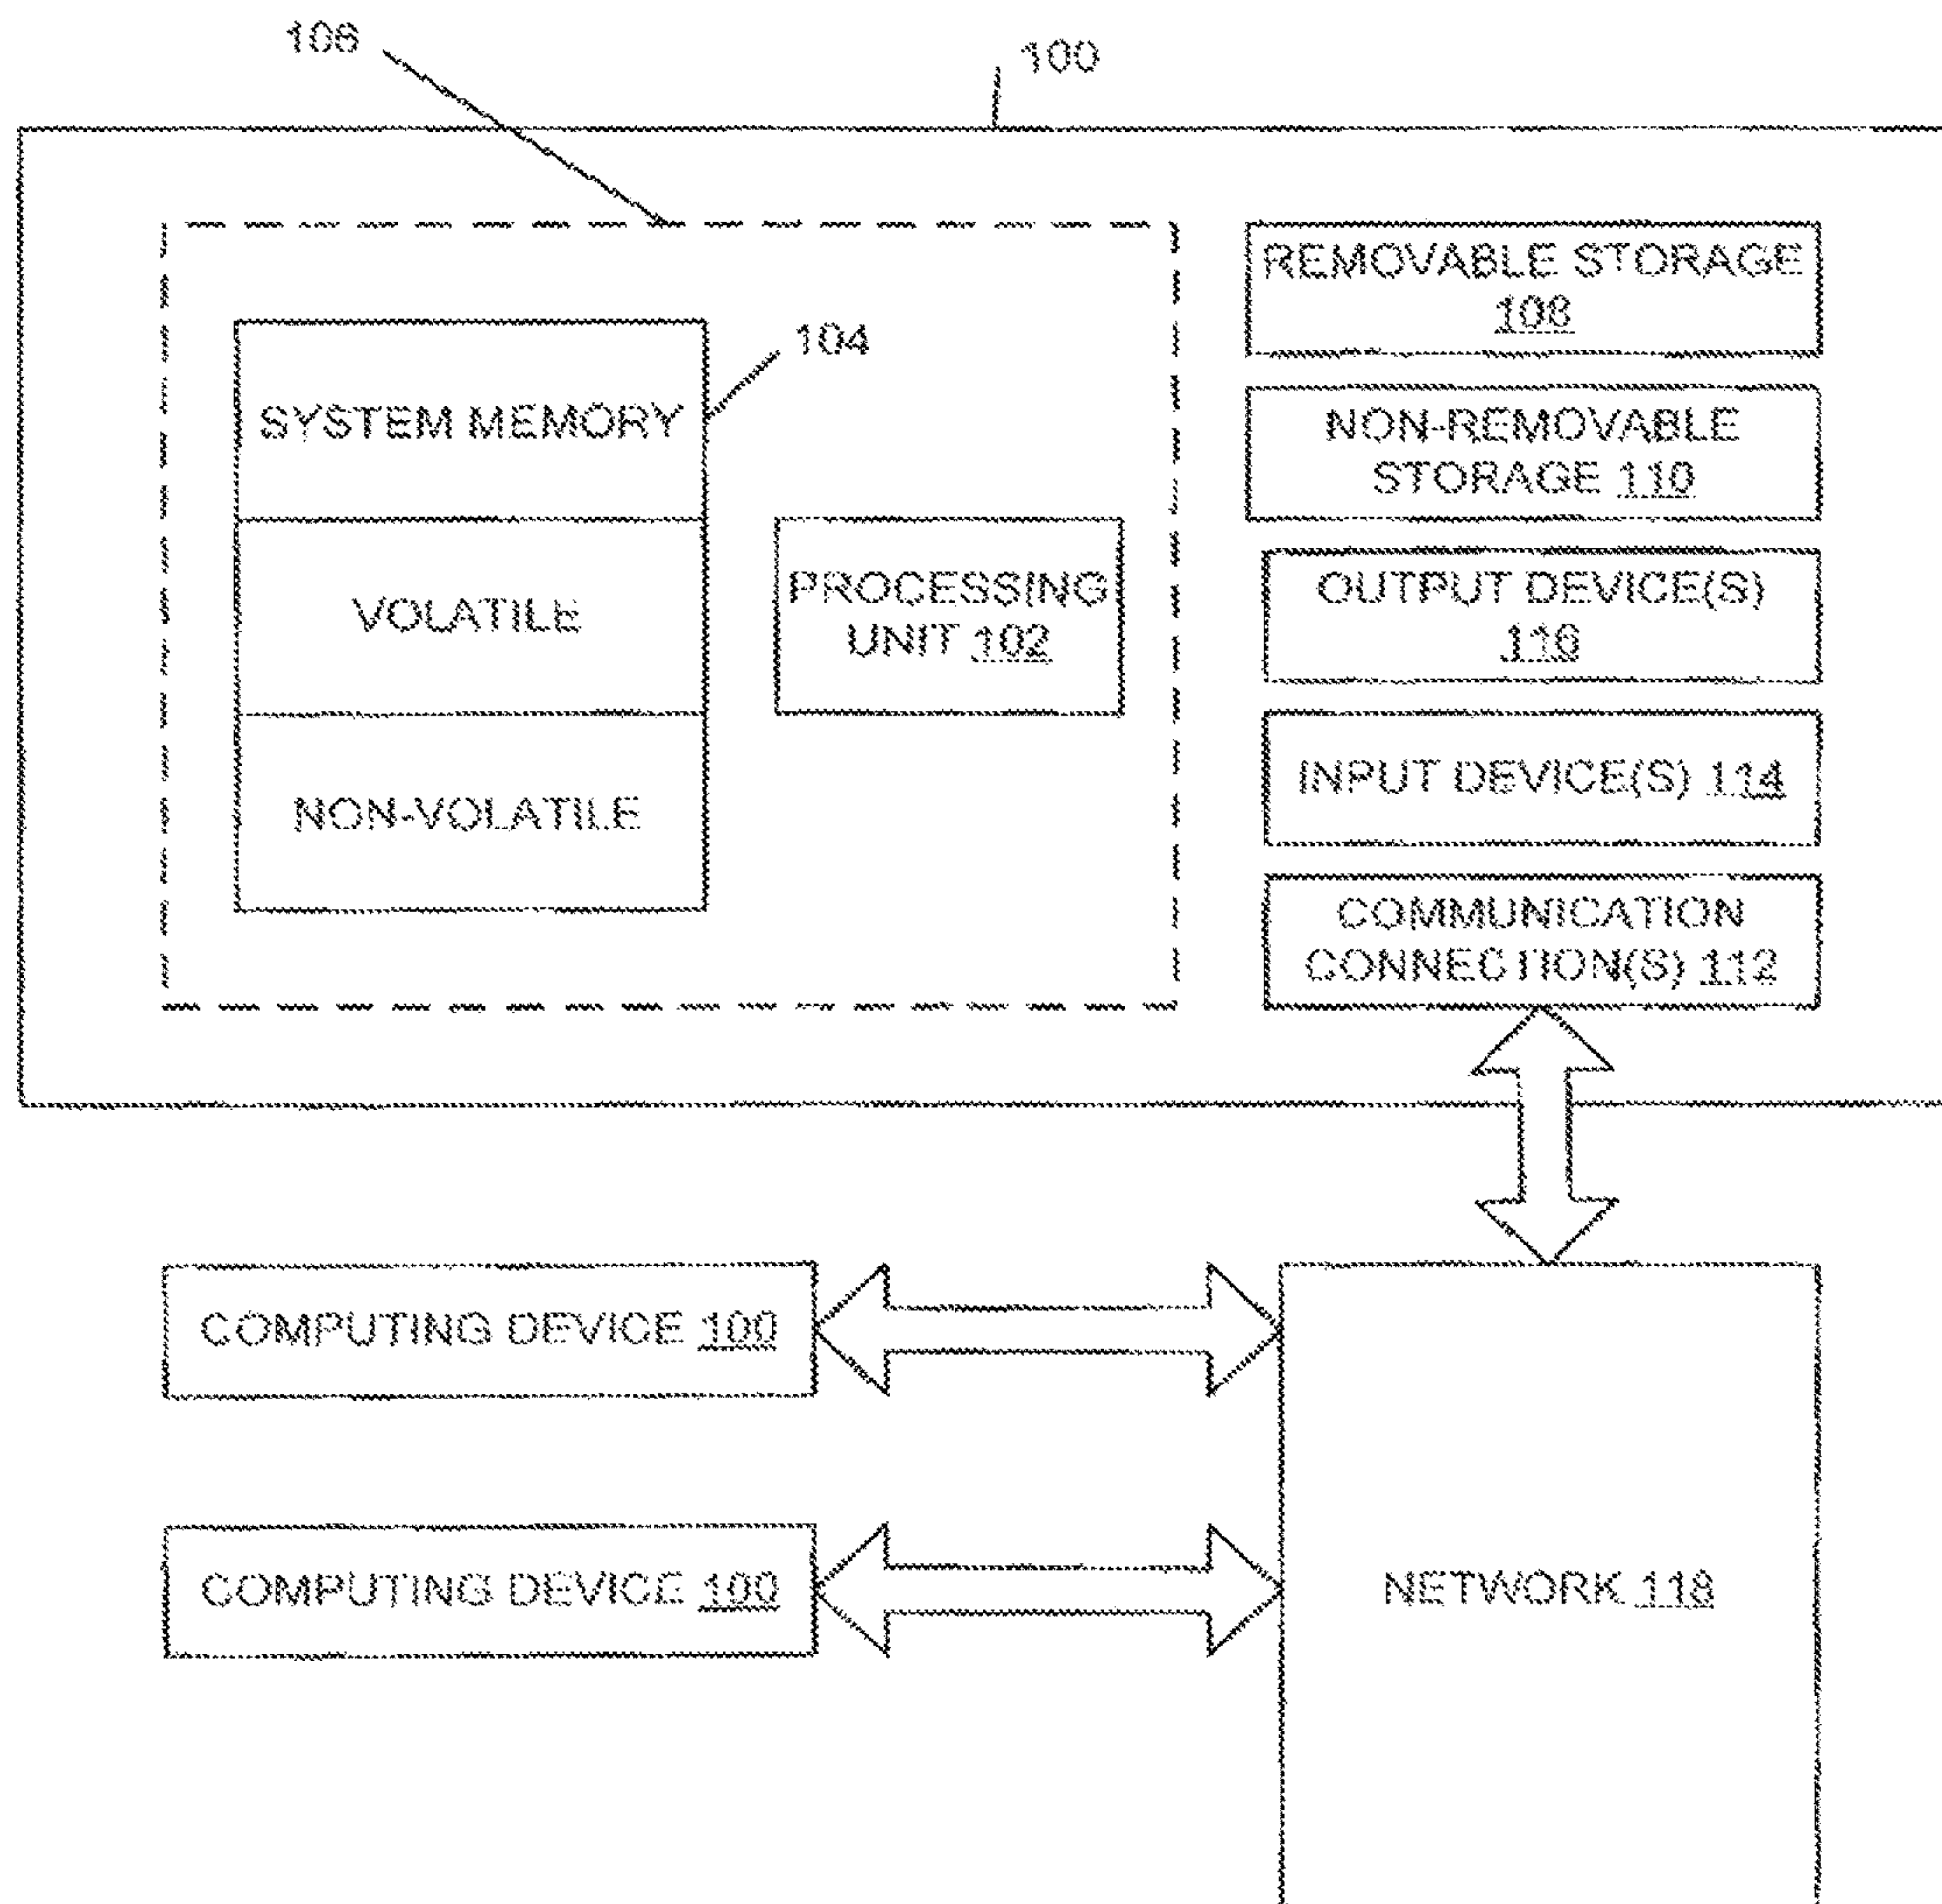 106
100
REMOVABLE STORAGE
108
104
SYSTEM MEMORY
NON-REMOVABLE
STORAGE 110
VOLATILE
PROCESSING
UNIT 102
OUTPUT DEVICE(S)
116
NON-VOLATILE
INPUT DEVICE(S) 114
COMMUNICATION
CONNECTION(S) 112
COMPUTING DEVICE 100
COMPUTING DEVICE 100
NETWORK 118